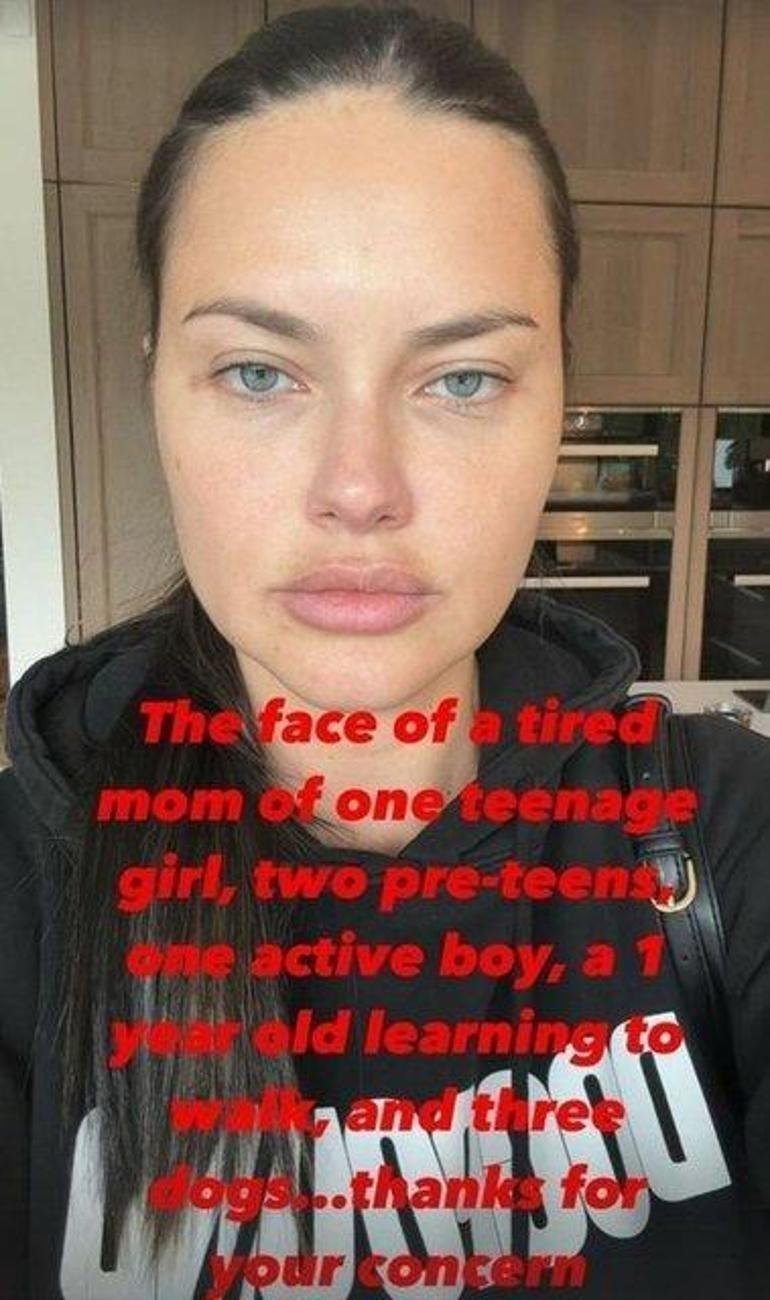 The face of a tired
mom of one teenage
girl, two pre-teens,
one active boy, a 1
year old learning to
walk, and three
dogs...thanks for
your concern